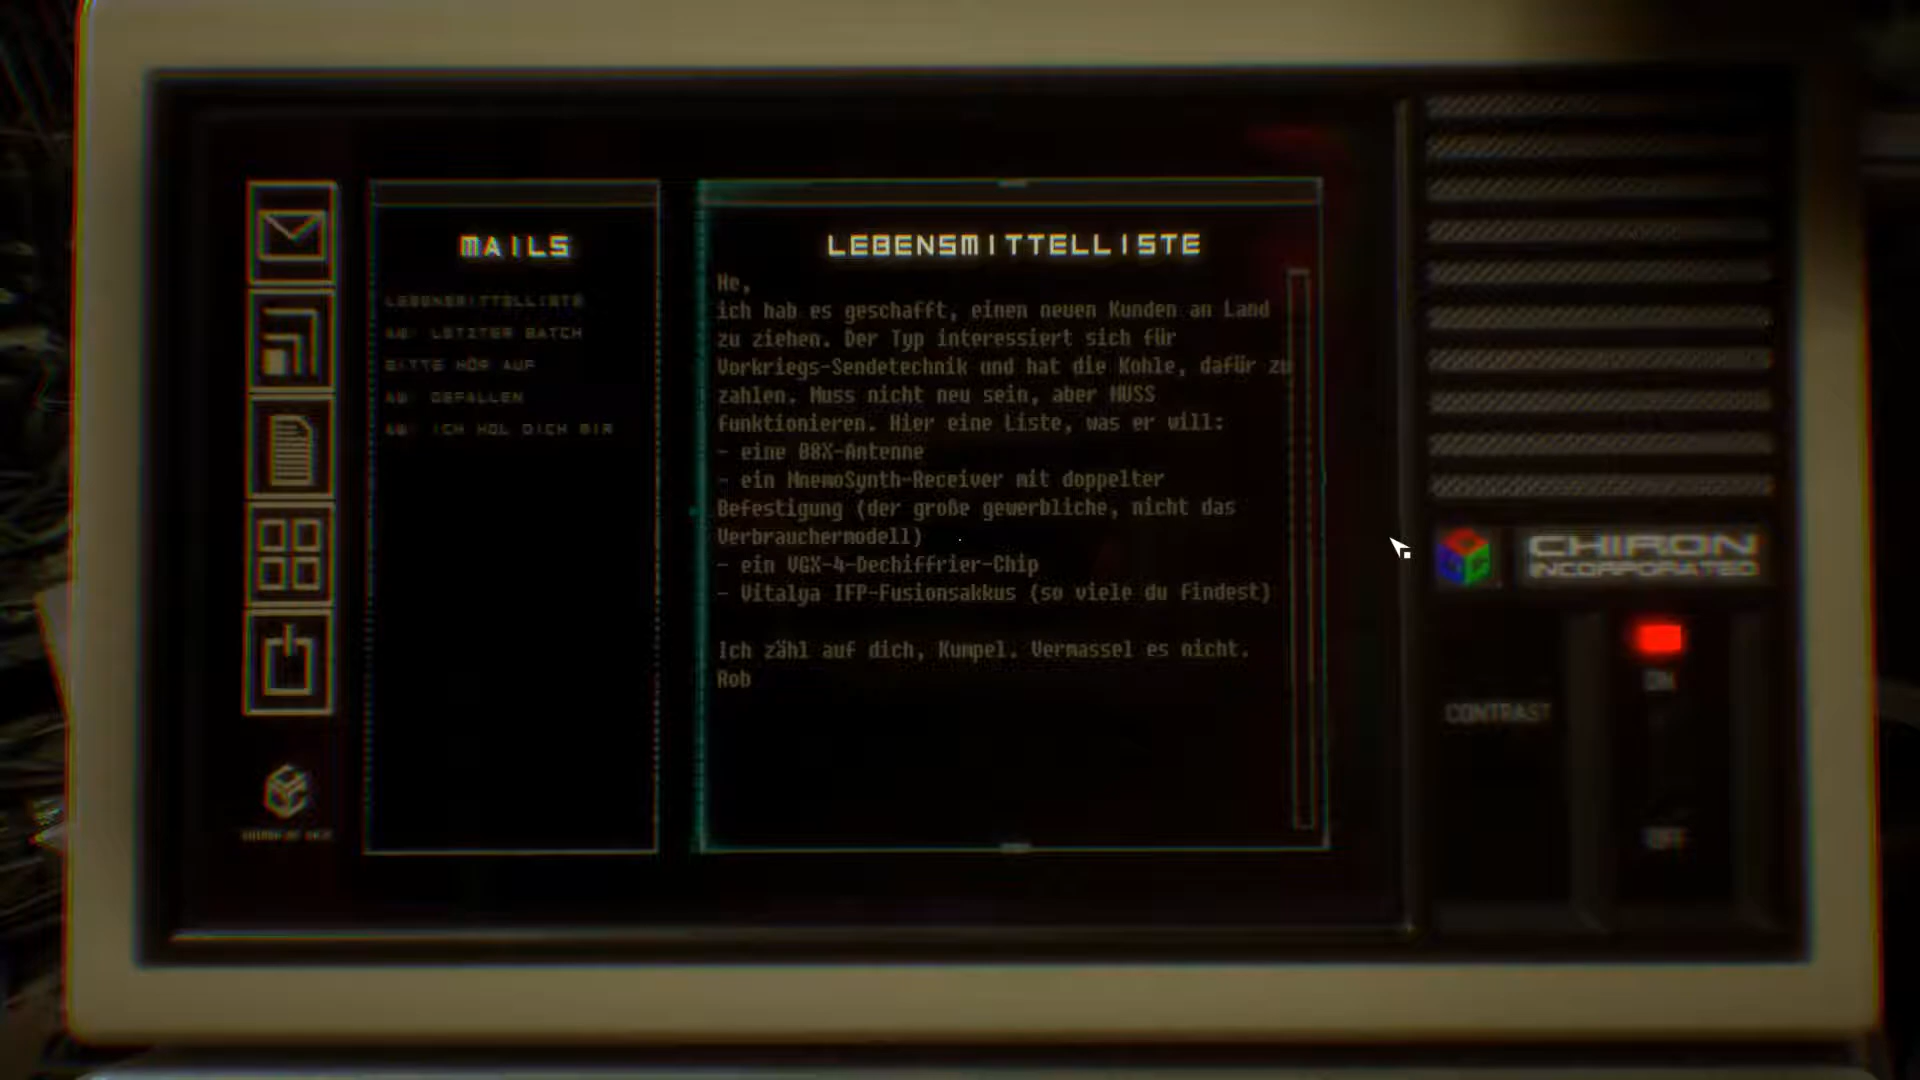 MAILS
LEBENSMITTELLISTE
AW: LETZTER BATCH
BITTE HÖR AUF
AW: GEFALLEN
AW: ICH HOL DICH HIR
LEBENSMITTELLISTE
He,
ich hab es geschafft, einen neuen Kunden an Land
zu ziehen. Der Typ interessiert sich für
Vorkriegs-Sendetechnik und hat die Kohle, dafür zu
zahlen. Muss nicht neu sein, aber MUSS
funktionieren. Hier eine Liste, was er will:
- eine 08X-Antenne
- ein MnemoSynth-Receiver mit doppelter
Befestigung (der große gewerbliche, nicht das
Verbrauchermodell)
- ein VGX-4-Dechiffrier-Chip
- Vitalya IFP-Fusionsakkus (so viele du findest)
Ich zähl auf dich, Kumpel. Vermassel es nicht.
Rob
CHIRON
INCORPORATED
ON
CONTRAST
OFF